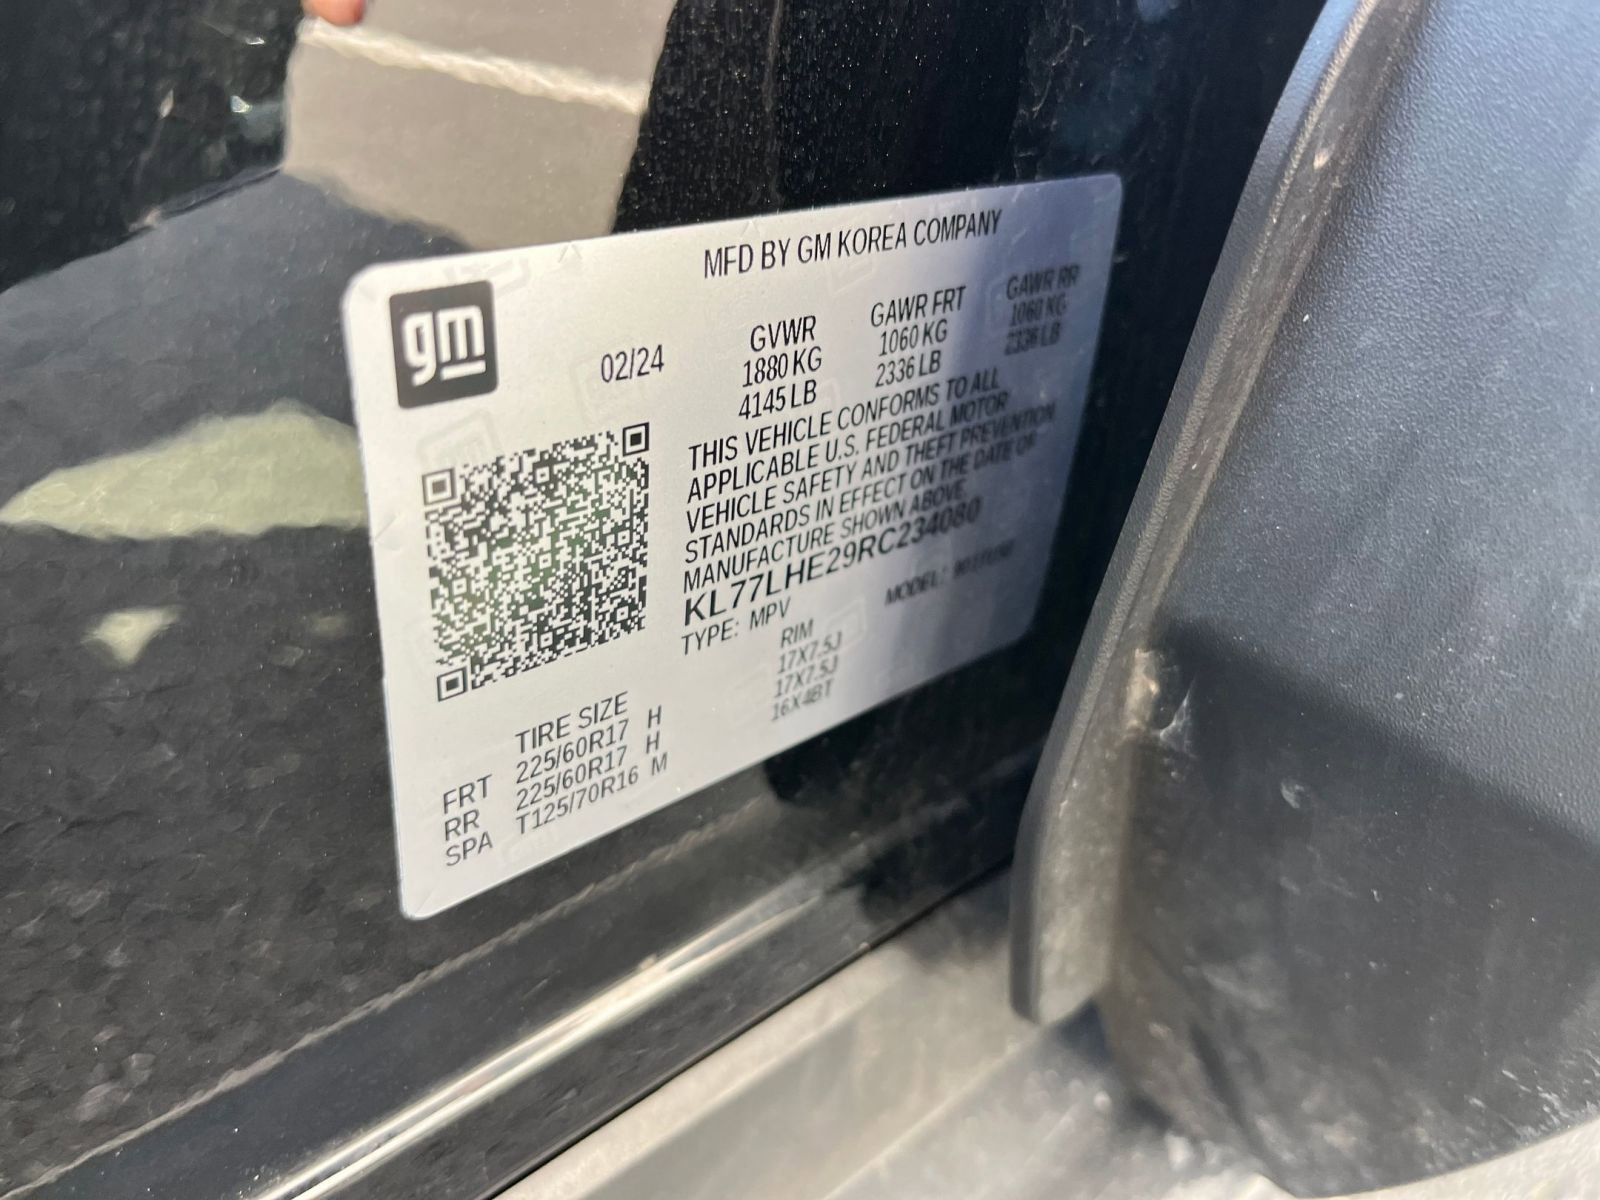 MFD BY GM KOREA COMPANY
gm
02/24
GVWR GAWR FRT GAWR RR
1880 KG 1060 KG 1060 KG
4145 LB 2336 LB 2336 LB
THIS VEHICLE CONFORMS TO ALL
APPLICABLE U.S. FEDERAL MOTOR
VEHICLE SAFETY AND THEFT PREVENTION
STANDARDS IN EFFECT ON THE DATE OF
MANUFACTURE SHOWN ABOVE.
KL77LHE29RC234080
TYPE: MPV MODEL:
TIRE SIZE RIM
FRT 225/60R17 H 17X7.5J
RR 225/60R17 H 17X7.5J
SPA T125/70R16 M 16X4BT